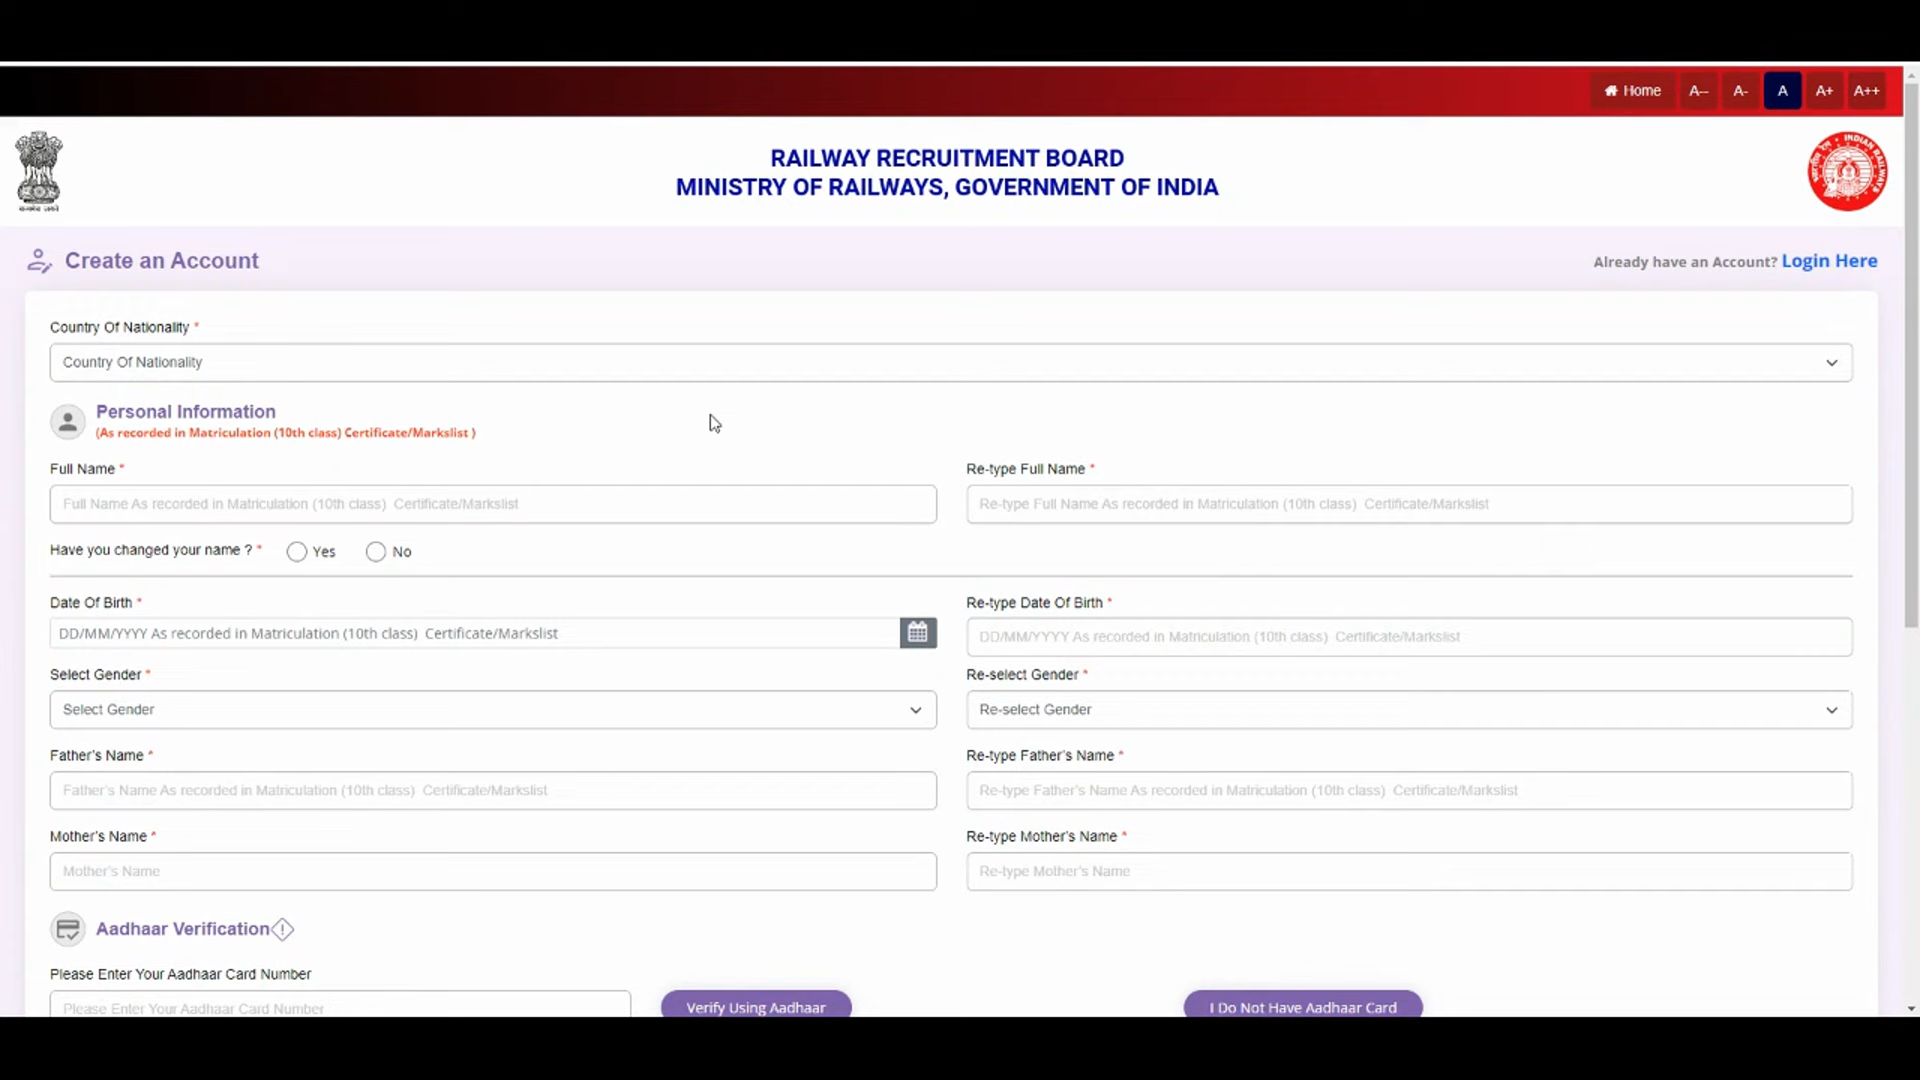 Home A-- A- A A+ A++
RAILWAY RECRUITMENT BOARD
MINISTRY OF RAILWAYS, GOVERNMENT OF INDIA
INDIAN RAILWAYS
Create an Account
Already have an Account? Login Here
Country Of Nationality *
Country Of Nationality
Personal Information
(As recorded in Matriculation (10th class) Certificate/Markslist )
Full Name * Re-type Full Name *
Full Name As recorded in Matriculation (10th class) Certificate/Markslist Re-type Full Name As recorded in Matriculation (10th class) Certificate/Markslist
Have you changed your name ? * Yes No
Date Of Birth * Re-type Date Of Birth *
DD/MM/YYYY As recorded in Matriculation (10th class) Certificate/Markslist DD/MM/YYYY As recorded in Matriculation (10th class) Certificate/Markslist
Select Gender * Re-select Gender *
Select Gender Re-select Gender
Father's Name * Re-type Father's Name *
Father's Name As recorded in Matriculation (10th class) Certificate/Markslist Re-type Father's Name As recorded in Matriculation (10th class) Certificate/Markslist
Mother's Name * Re-type Mother's Name *
Mother's Name Re-type Mother's Name
Aadhaar Verification
Please Enter Your Aadhaar Card Number
Please Enter Your Aadhaar Card Number Verify Using Aadhaar I Do Not Have Aadhaar Card